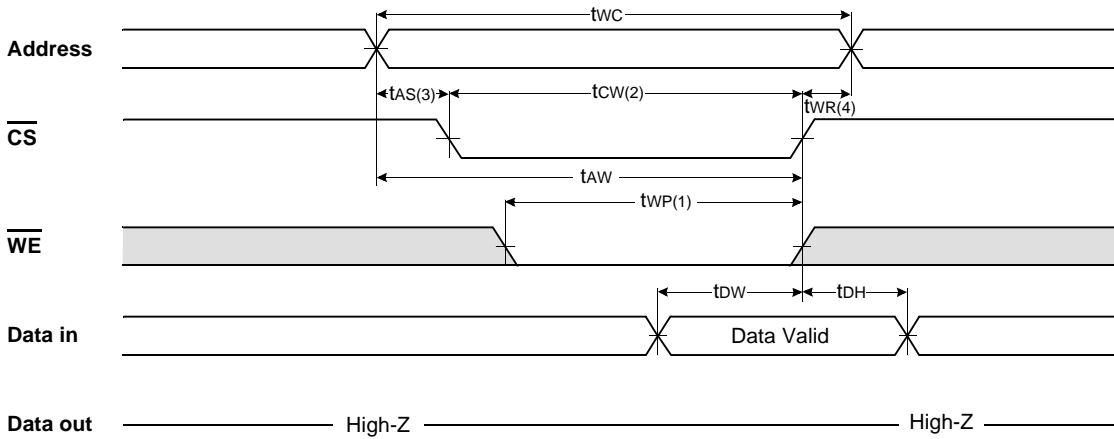 tWC
Address
tAS(3) tCW(2) tWR(4)
CS
tAW
tWP(1)
WE
tDW tDH
Data in Data Valid
Data out High-Z High-Z